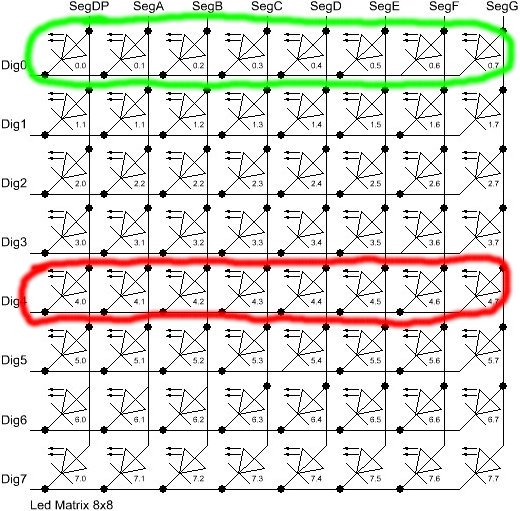 SegDP SegA SegB SegC SegD SegE SegF SegG
Dig0 0.0 0.1 0.2 0.3 0.4 0.5 0.6 0.7
Dig1 1.1 1.1 1.2 1.3 1.4 1.5 1.6 1.7
Dig2 2.0 2.2 2.2 2.3 2.4 2.5 2.6 2.7
Dig3 3.0 3.1 3.2 3.3 3.4 3.5 3.6 3.7
Dig4 4.0 4.1 4.2 4.3 4.4 4.5 4.6 4.7
Dig5 5.0 5.1 5.2 5.3 5.4 5.5 5.6 5.7
Dig6 6.0 6.1 6.2 6.3 6.4 6.5 6.6 6.7
Dig7 7.0 7.1 7.2 7.3 7.4 7.5 7.6 7.7
Led Matrix 8x8